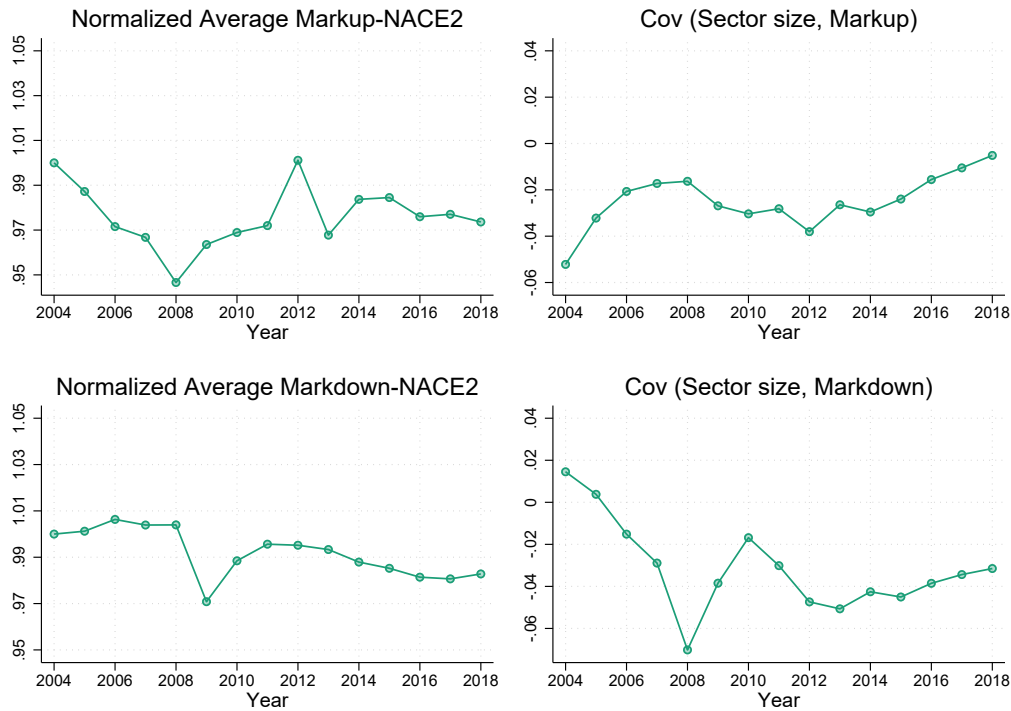 Normalized Average Markup-NACE2
1.05
1.03
1.01
.99
.97
.95
2004 2006 2008 2010 2012 2014 2016 2018
Year
Cov (Sector size, Markup)
.04
.02
0
-.02
-.04
-.06
2004 2006 2008 2010 2012 2014 2016 2018
Year
Normalized Average Markdown-NACE2
1.05
1.03
1.01
.99
.97
.95
2004 2006 2008 2010 2012 2014 2016 2018
Year
Cov (Sector size, Markdown)
.04
.02
0
-.02
-.04
-.06
2004 2006 2008 2010 2012 2014 2016 2018
Year